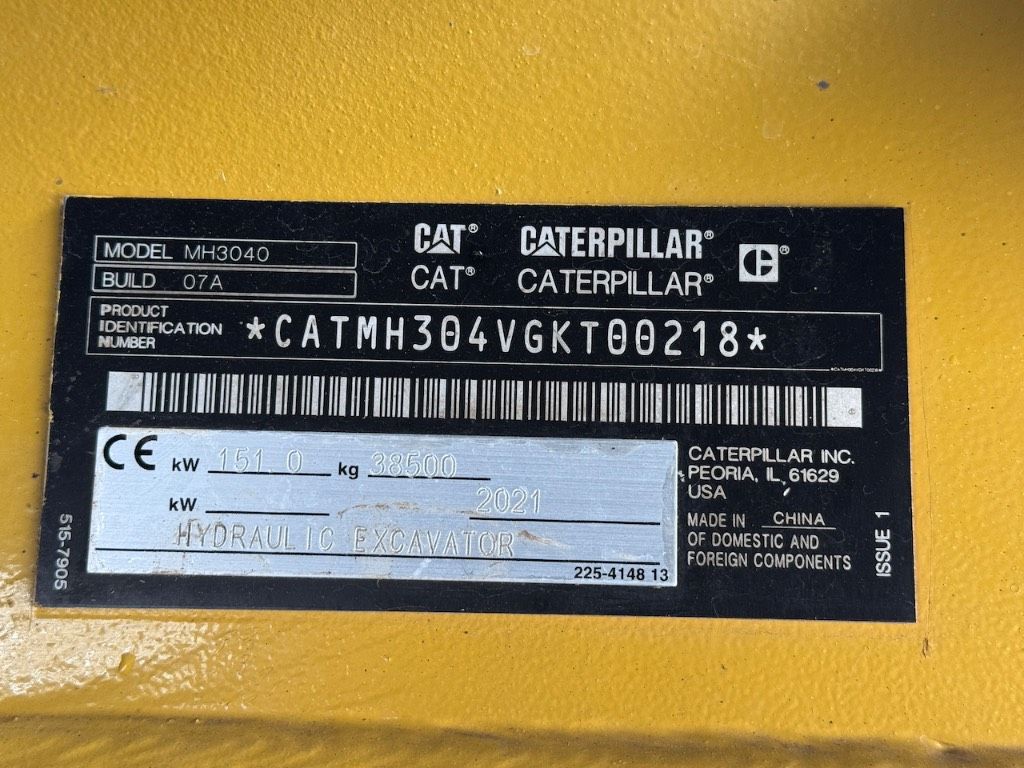 MODEL MH3040
BUILD 07A
CAT® CATERPILLAR®
CAT® CATERPILLAR®
PRODUCT
IDENTIFICATION
NUMBER
*CATMH304VGKT00218*
CE kW 151.0 kg 38500
kW 2021
HYDRAULIC EXCAVATOR
225-4148 13
CATERPILLAR INC.
PEORIA, IL 61629
USA
MADE IN CHINA
OF DOMESTIC AND
FOREIGN COMPONENTS
ISSUE 1
515-7905